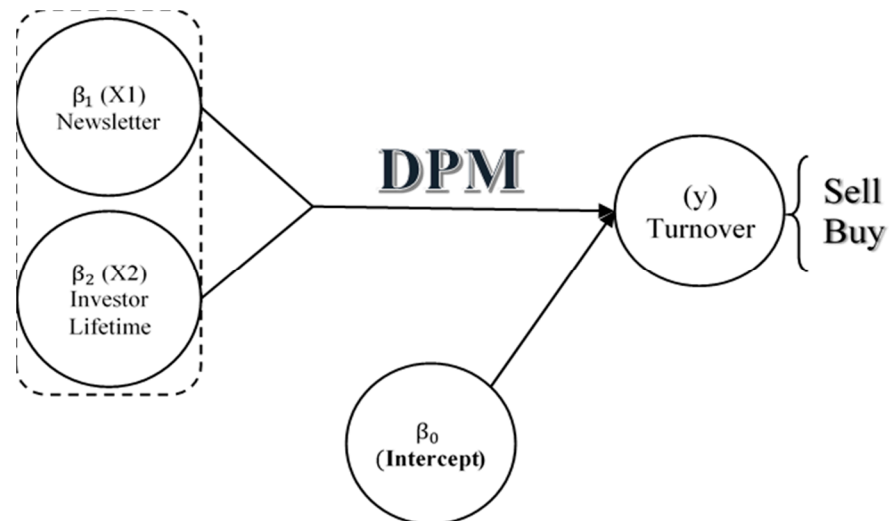 β₁ (X1)
Newsletter
β₂ (X2)
Investor
Lifetime
DPM
(y)
Turnover
Sell
Buy
β₀
(Intercept)